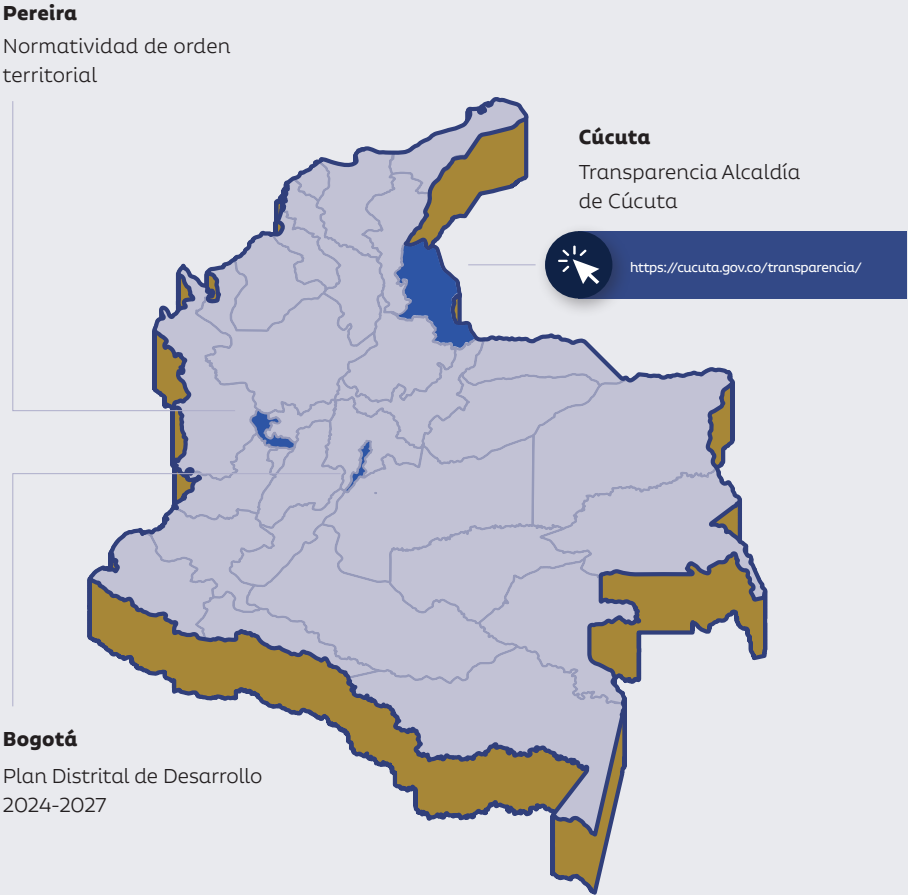 Pereira
Normatividad de orden
territorial
Cúcuta
Transparencia Alcaldía
de Cúcuta
https://cucuta.gov.co/transparencia/
Bogotá
Plan Distrital de Desarrollo
2024-2027